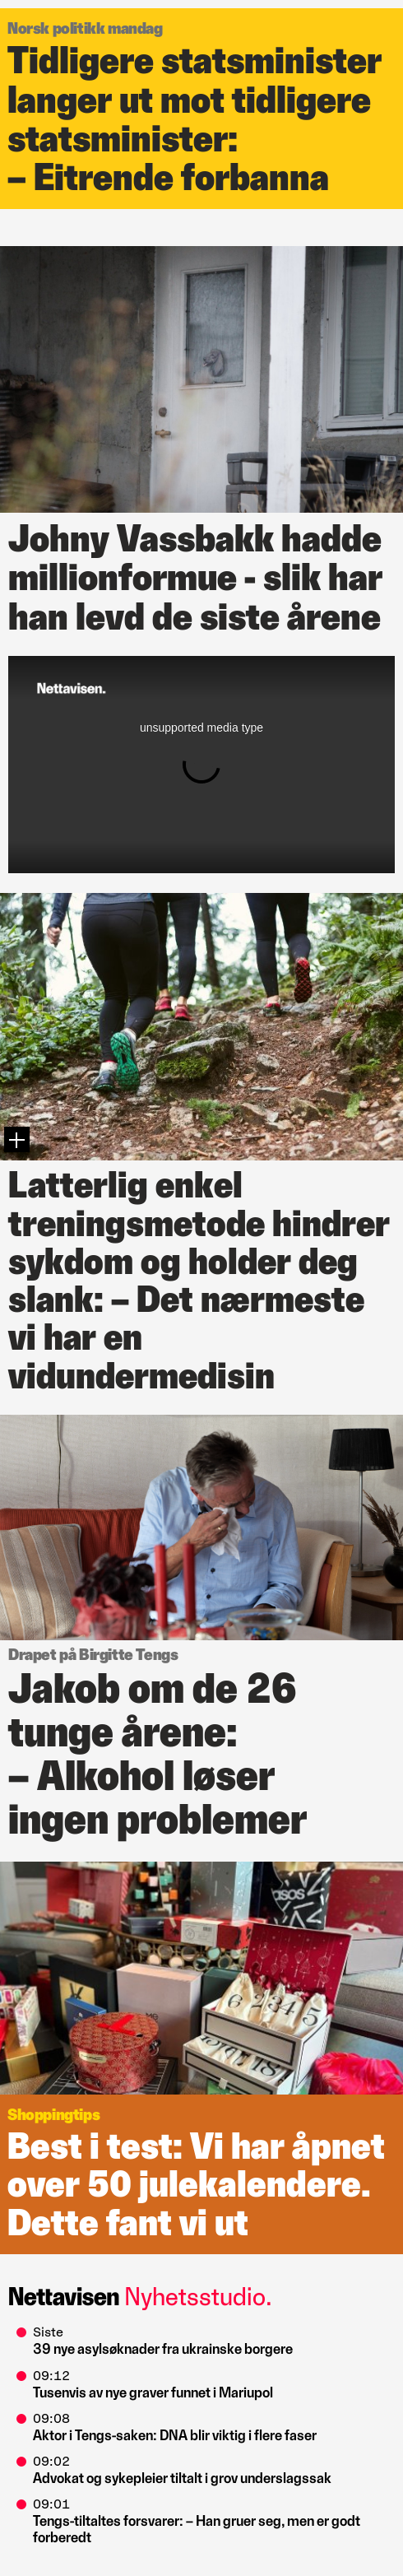 Norsk politikk mandag
Tidligere statsminister
langer ut mot tidligere
statsminister:
– Eitrende forbanna
Johny Vassbakk hadde
millionformue - slik har
han levd de siste årene
Nettavisen.
unsupported media type
Latterlig enkel
treningsmetode hindrer
sykdom og holder deg
slank: – Det nærmeste
vi har en
vidundermedisin
Drapet på Birgitte Tengs
Jakob om de 26
tunge årene:
– Alkohol løser
ingen problemer
asos
6 2 3 4 5
Shoppingtips
Best i test: Vi har åpnet
over 50 julekalendere.
Dette fant vi ut
Nettavisen Nyhetsstudio.
Siste
39 nye asylsøknader fra ukrainske borgere
09:12
Tusenvis av nye graver funnet i Mariupol
09:08
Aktor i Tengs-saken: DNA blir viktig i flere faser
09:02
Advokat og sykepleier tiltalt i grov underslagssak
09:01
Tengs-tiltaltes forsvarer: – Han gruer seg, men er godt
forberedt